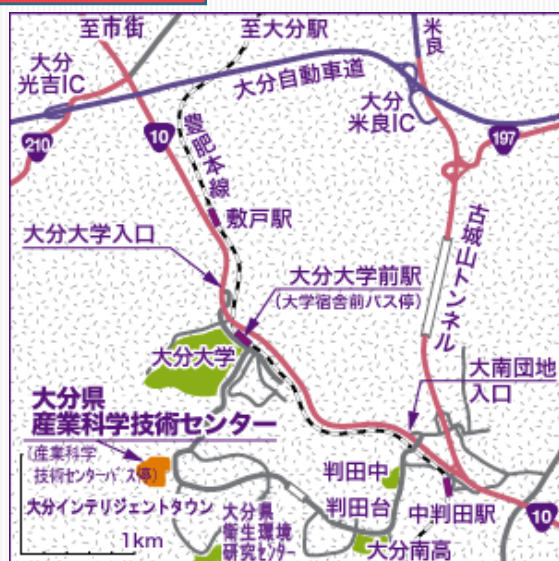 至市街
至大分駅
米良
大分
光吉IC
大分自動車道
大分
米良IC
210
10
197
豊肥本線
敷戸駅
古城山トンネル
大分大学入口
大分大学前駅
(大学宿舎前バス停)
大分大学
大南団地
入口
大分県
産業科学技術センター
(産業科学
技術センターバス停)
判田中
大分インテリジェントタウン
大分県
衛生環境
研究センター
判田台
中判田駅
10
1km
大分南高